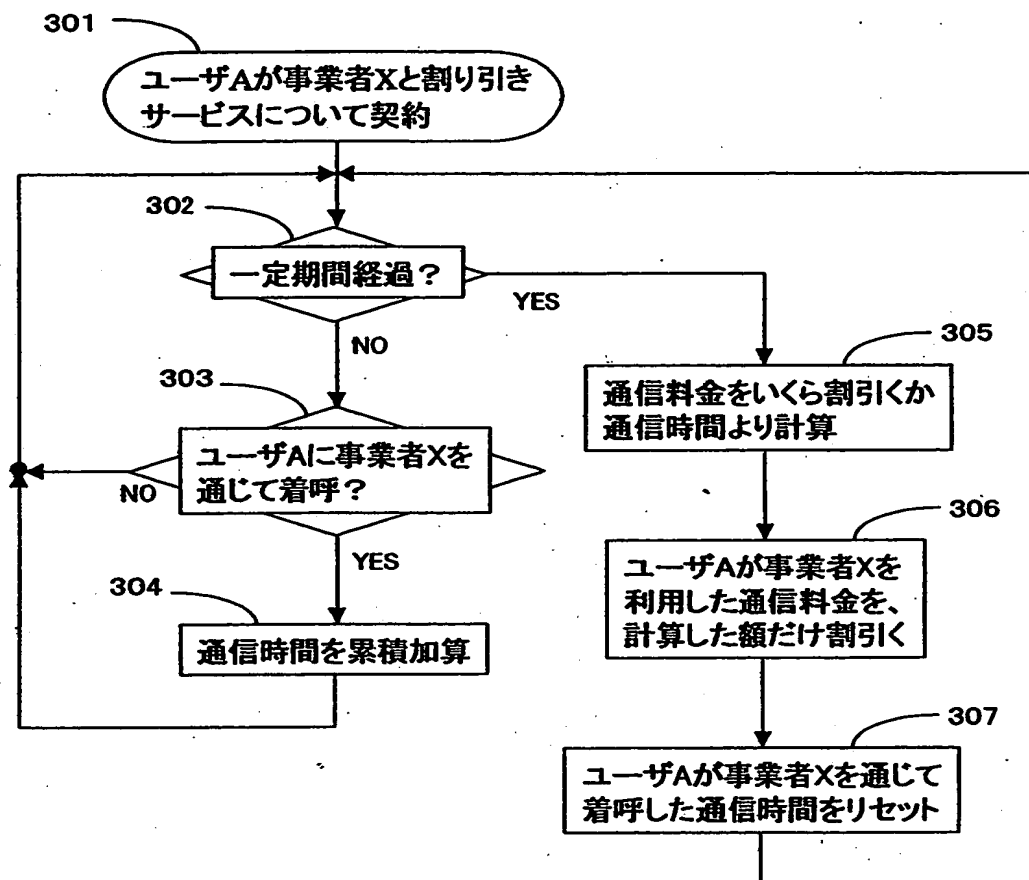 301
ユーザAが事業者Xと割り引き
サービスについて契約
302
一定期間経過?
YES
NO
303
ユーザAに事業者Xを
通じて着呼?
NO
YES
304
通信時間を累積加算
305
通信料金をいくら割引くか
通信時間より計算
306
ユーザAが事業者Xを
利用した通信料金を、
計算した額だけ割引く
307
ユーザAが事業者Xを通じて
着呼した通信時間をリセット